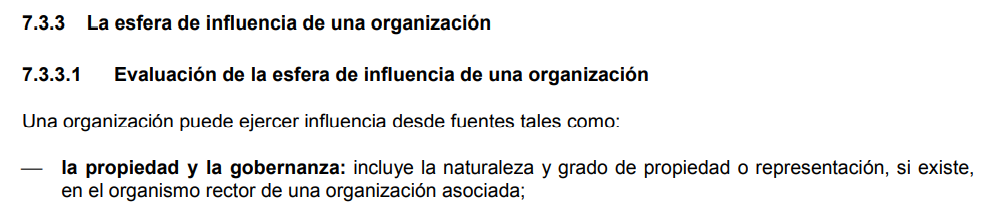 7.3.3 La esfera de influencia de una organización
7.3.3.1 Evaluación de la esfera de influencia de una organización
Una organización puede ejercer influencia desde fuentes tales como:
— la propiedad y la gobernanza: incluye la naturaleza y grado de propiedad o representación, si existe,
en el organismo rector de una organización asociada;